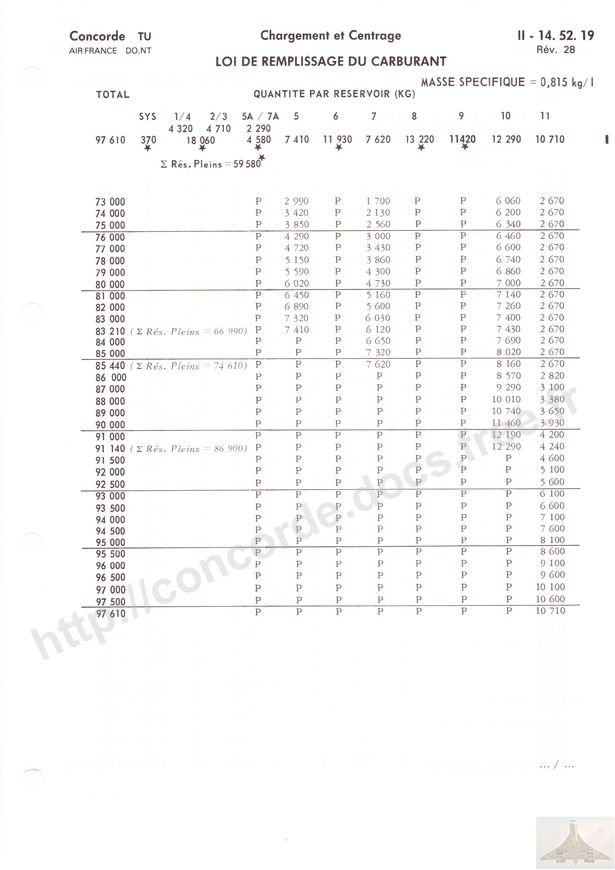 Concorde TU Chargement et Centrage II - 14. 52. 19
AIR FRANCE DO.NT Rév. 28
LOI DE REMPLISSAGE DU CARBURANT
MASSE SPECIFIQUE = 0,815 kg/l
TOTAL QUANTITE PAR RESERVOIR (KG)
SYS 1/4 2/3 5A / 7A 5 6 7 8 9 10 11
4 320 4 710 2 290
97 610 370 18 060 4 580 7 410 11 930 7 620 13 220 11420 12 290 10 710
★ ★ ★ ★ ★ ★
Σ Rés. Pleins = 59 580
73 000 P 2 990 P 1 700 P P 6 060 2 670
74 000 P 3 420 P 2 130 P P 6 200 2 670
75 000 P 3 850 P 2 560 P P 6 340 2 670
76 000 P 4 290 P 3 000 P P 6 460 2 670
77 000 P 4 720 P 3 430 P P 6 600 2 670
78 000 P 5 150 P 3 860 P P 6 740 2 670
79 000 P 5 590 P 4 300 P P 6 860 2 670
80 000 P 6 020 P 4 730 P P 7 000 2 670
81 000 P 6 450 P 5 160 P P 7 140 2 670
82 000 P 6 890 P 5 600 P P 7 260 2 670
83 000 P 7 320 P 6 030 P P 7 400 2 670
83 210 (Σ Rés. Pleins = 66 990) P 7 410 P 6 120 P P 7 430 2 670
84 000 P P P 6 650 P P 7 690 2 670
85 000 P P P 7 320 P P 8 020 2 670
85 440 (Σ Rés. Pleins = 74 610) P P P 7 620 P P 8 160 2 670
86 000 P P P P P P 8 570 2 820
87 000 P P P P P P 9 290 3 100
88 000 P P P P P P 10 010 3 380
89 000 P P P P P P 10 740 3 650
90 000 P P P P P P 11 460 3 930
91 000 P P P P P P 12 190 4 200
91 140 (Σ Rés. Pleins = 86 900) P P P P P P 12 290 4 240
91 500 P P P P P P P 4 600
92 000 P P P P P P P 5 100
92 500 P P P P P P P 5 600
93 000 P P P P P P P 6 100
93 500 P P P P P P P 6 600
94 000 P P P P P P P 7 100
94 500 P P P P P P P 7 600
95 000 P P P P P P P 8 100
95 500 P P P P P P P 8 600
96 000 P P P P P P P 9 100
96 500 P P P P P P P 9 600
97 000 P P P P P P P 10 100
97 500 P P P P P P P 10 600
97 610 P P P P P P P 10 710
http://concorde.docs.free.fr
... / ...